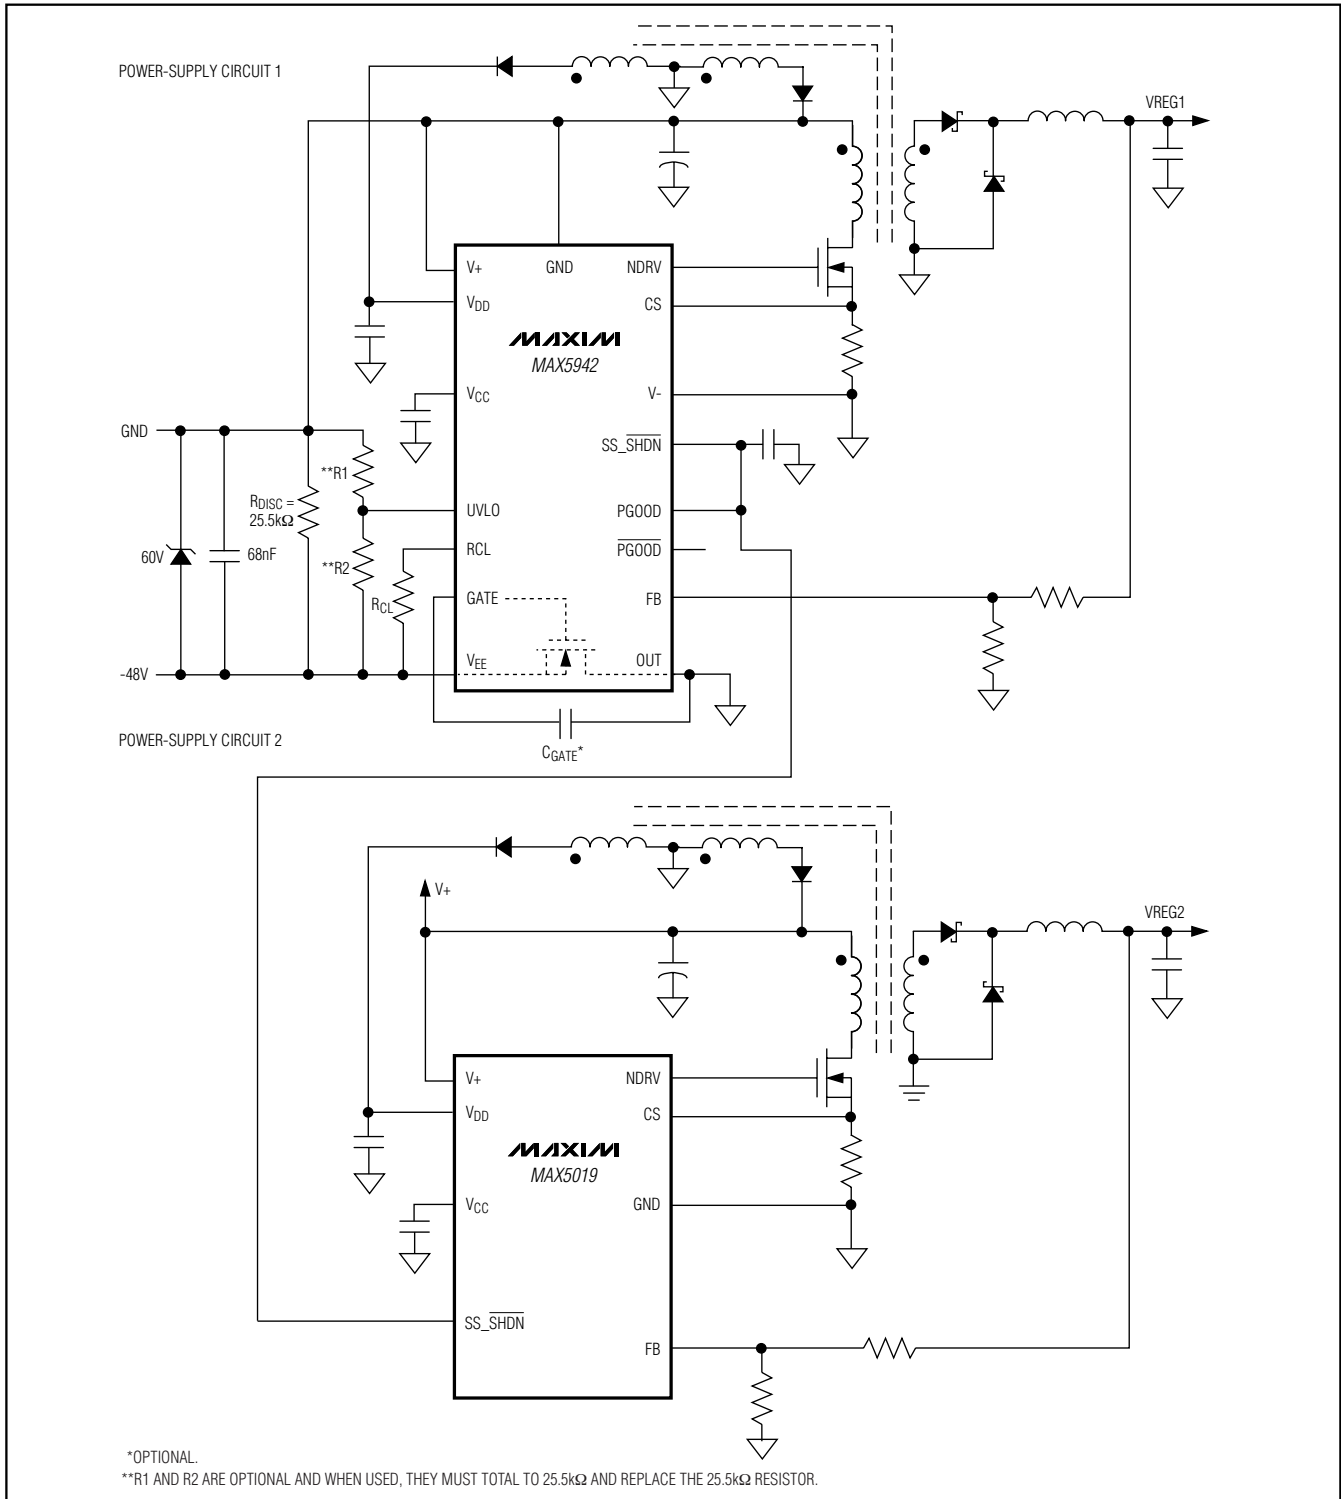 POWER-SUPPLY CIRCUIT 1
VREG1
V+
GND
NDRV
VDD
CS
MAXIM
MAX5942
VCC
V-
GND
SS_SHDN
**R1
RDISC =
25.5kΩ
UVLO
PGOOD
RCL
PGOOD
60V
68nF
**R2
RCL
GATE
FB
VEE
OUT
-48V
CGATE*
POWER-SUPPLY CIRCUIT 2
V+
VREG2
V+
NDRV
VDD
CS
MAXIM
MAX5019
VCC
GND
SS_SHDN
FB
*OPTIONAL.
**R1 AND R2 ARE OPTIONAL AND WHEN USED, THEY MUST TOTAL TO 25.5kΩ AND REPLACE THE 25.5kΩ RESISTOR.